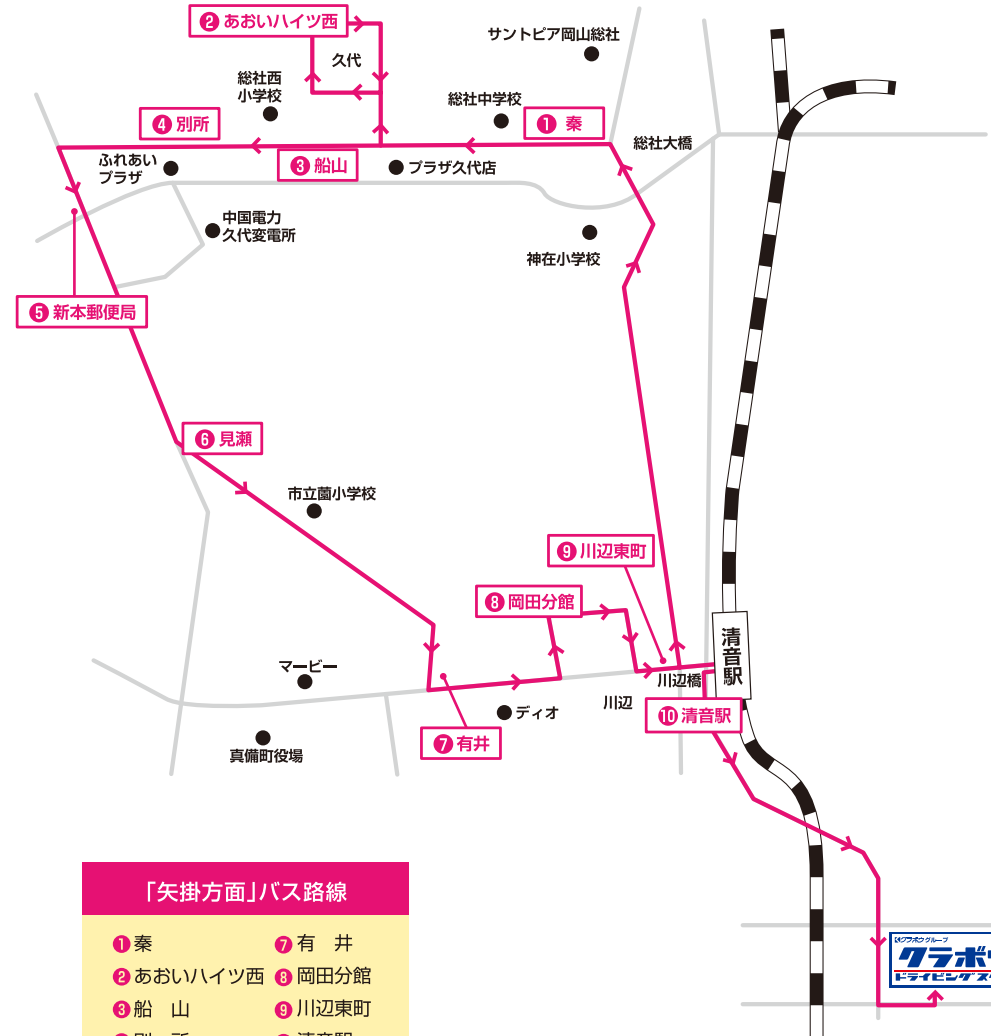 ❷ あおいハイツ西
サントピア岡山総社
久代
総社西
小学校
総社中学校
❹ 別所
❶ 秦
総社大橋
ふれあい
プラザ
❸ 船山
プラザ久代店
中国電力
久代変電所
神在小学校
❺ 新本郵便局
❻ 見瀬
市立薗小学校
❾ 川辺東町
❽ 岡田分館
清音駅
マービー
川辺橋
川辺
ディオ
❿ 清音駅
❼ 有井
真備町役場
「矢掛方面」バス路線
❶ 秦
❷ あおいハイツ西
❸ 船 山
❼ 有 井
❽ 岡田分館
❾ 川辺東町
クラボウグループ
クラボ
ドライビングス